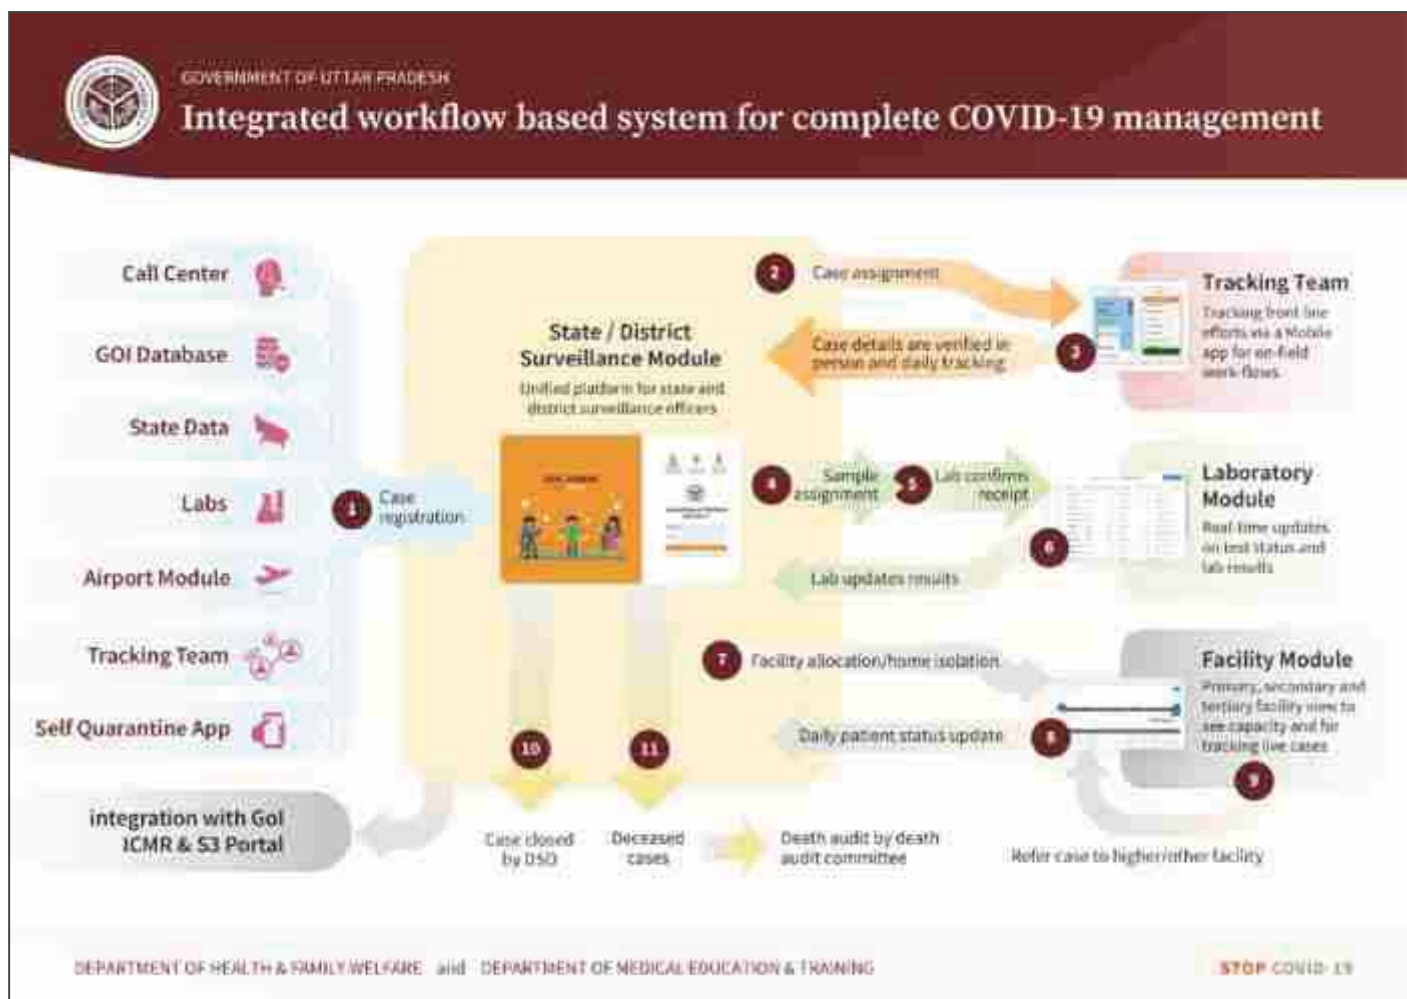 GOVERNMENT OF UTTAR PRADESH
Integrated workflow based system for complete COVID-19 management
Call Center
GOI Database
State Data
Labs
Airport Module
Tracking Team
Self Quarantine App
integration with GoI
ICMR & S3 Portal
1
Case
registration
State / District
Surveillance Module
Unified platform for state and
district surveillance officers
2
Case assignment
Case details are verified in
person and daily tracking
3
Tracking Team
Tracking front line
efforts via a Mobile
app for on-field
work-flows
4
Sample
assignment
5
Lab confirms
receipt
6
Lab updates results
Laboratory
Module
Real-time updates
on test status and
lab results
7
Facility allocation/home isolation
Daily patient status update
8
Facility Module
Primary, secondary and
tertiary facility view to
see capacity and for
tracking live cases
9
Refer case to higher/other facility
10
Case closed
by DSO
11
Deceased
cases
Death audit by death
audit committee
DEPARTMENT OF HEALTH & FAMILY WELFARE and DEPARTMENT OF MEDICAL EDUCATION & TRAINING
STOP COVID-19